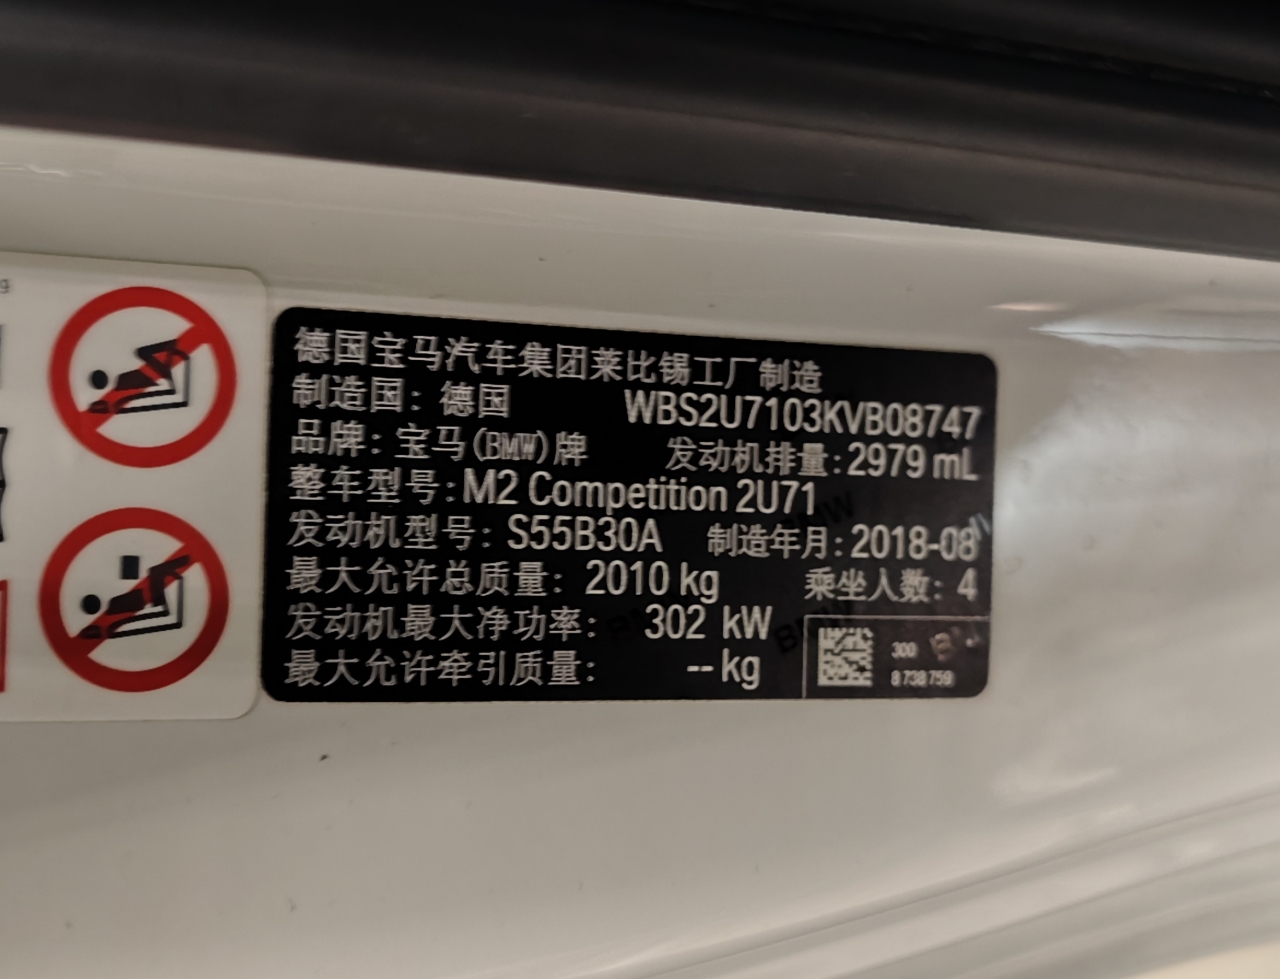 德国宝马汽车集团莱比锡工厂制造
制造国：德国 WBS2U7103KVB08747
品牌：宝马(BMW)牌 发动机排量：2979 mL
整车型号：M2 Competition 2U71
发动机型号：S55B30A 制造年月：2018-08
最大允许总质量：2010 kg 乘坐人数：4
发动机最大净功率：302 kW
最大允许牵引质量：--kg
300
8 738 759